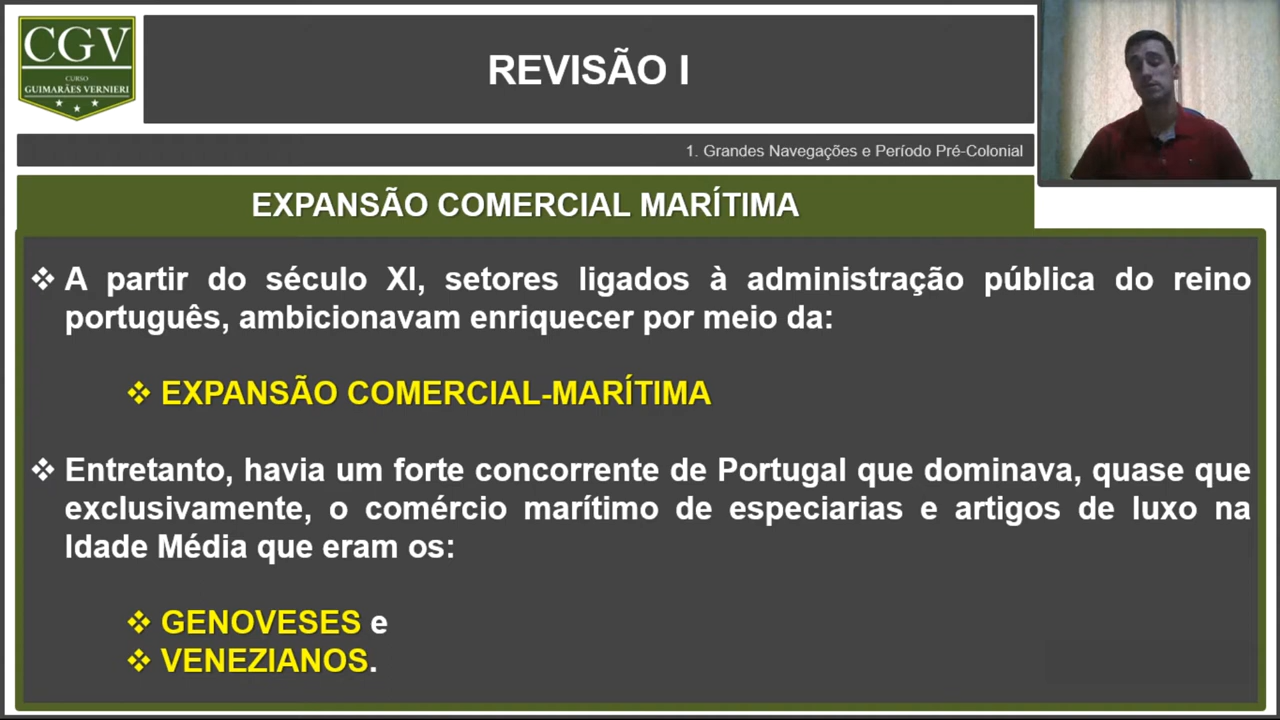 CGV
CURSO
GUIMARÃES VERNIERI
REVISÃO I
1. Grandes Navegações e Período Pré-Colonial
EXPANSÃO COMERCIAL MARÍTIMA
A partir do século XI, setores ligados à administração pública do reino
português, ambicionavam enriquecer por meio da:
EXPANSÃO COMERCIAL-MARÍTIMA
Entretanto, havia um forte concorrente de Portugal que dominava, quase que
exclusivamente, o comércio marítimo de especiarias e artigos de luxo na
Idade Média que eram os:
GENOVESES e
VENEZIANOS.